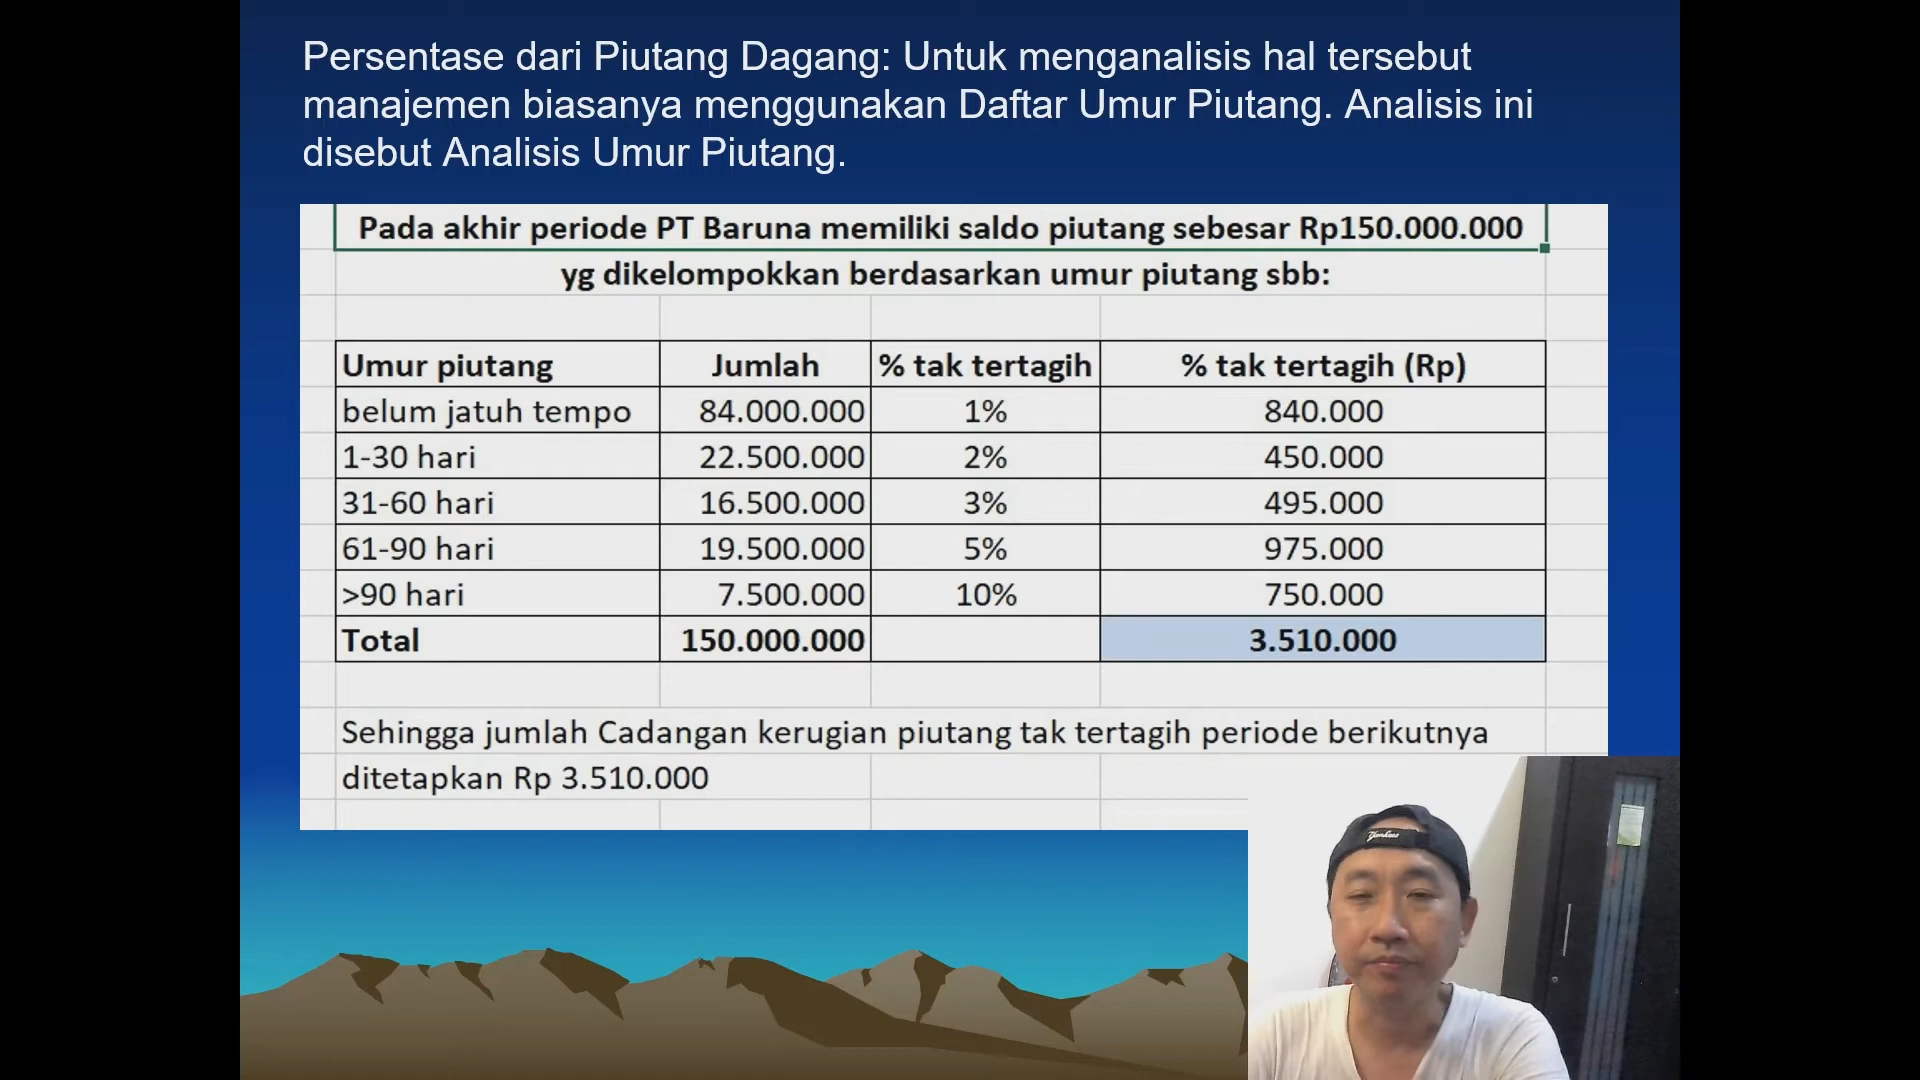 Persentase dari Piutang Dagang: Untuk menganalisis hal tersebut
manajemen biasanya menggunakan Daftar Umur Piutang. Analisis ini
disebut Analisis Umur Piutang.
Pada akhir periode PT Baruna memiliki saldo piutang sebesar Rp150.000.000
yg dikelompokkan berdasarkan umur piutang sbb:
Umur piutang Jumlah % tak tertagih % tak tertagih (Rp)
belum jatuh tempo 84.000.000 1% 840.000
1-30 hari 22.500.000 2% 450.000
31-60 hari 16.500.000 3% 495.000
61-90 hari 19.500.000 5% 975.000
>90 hari 7.500.000 10% 750.000
Total 150.000.000 3.510.000
Sehingga jumlah Cadangan kerugian piutang tak tertagih periode berikutnya
ditetapkan Rp 3.510.000
Yankees